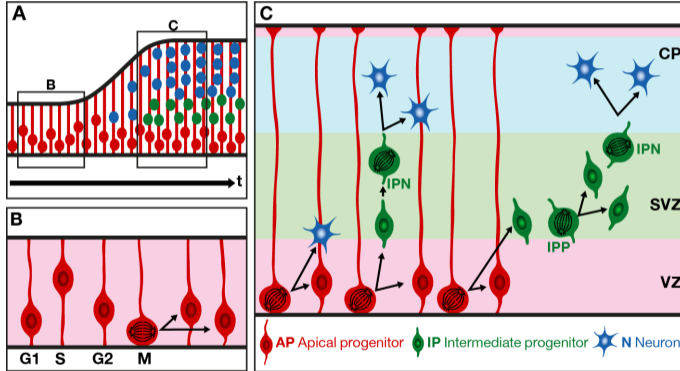 A
C
B
t
B
G1 S G2 M
C
CP
IPN
IPN
SVZ
IPP
VZ
AP Apical progenitor IP Intermediate progenitor N Neuron